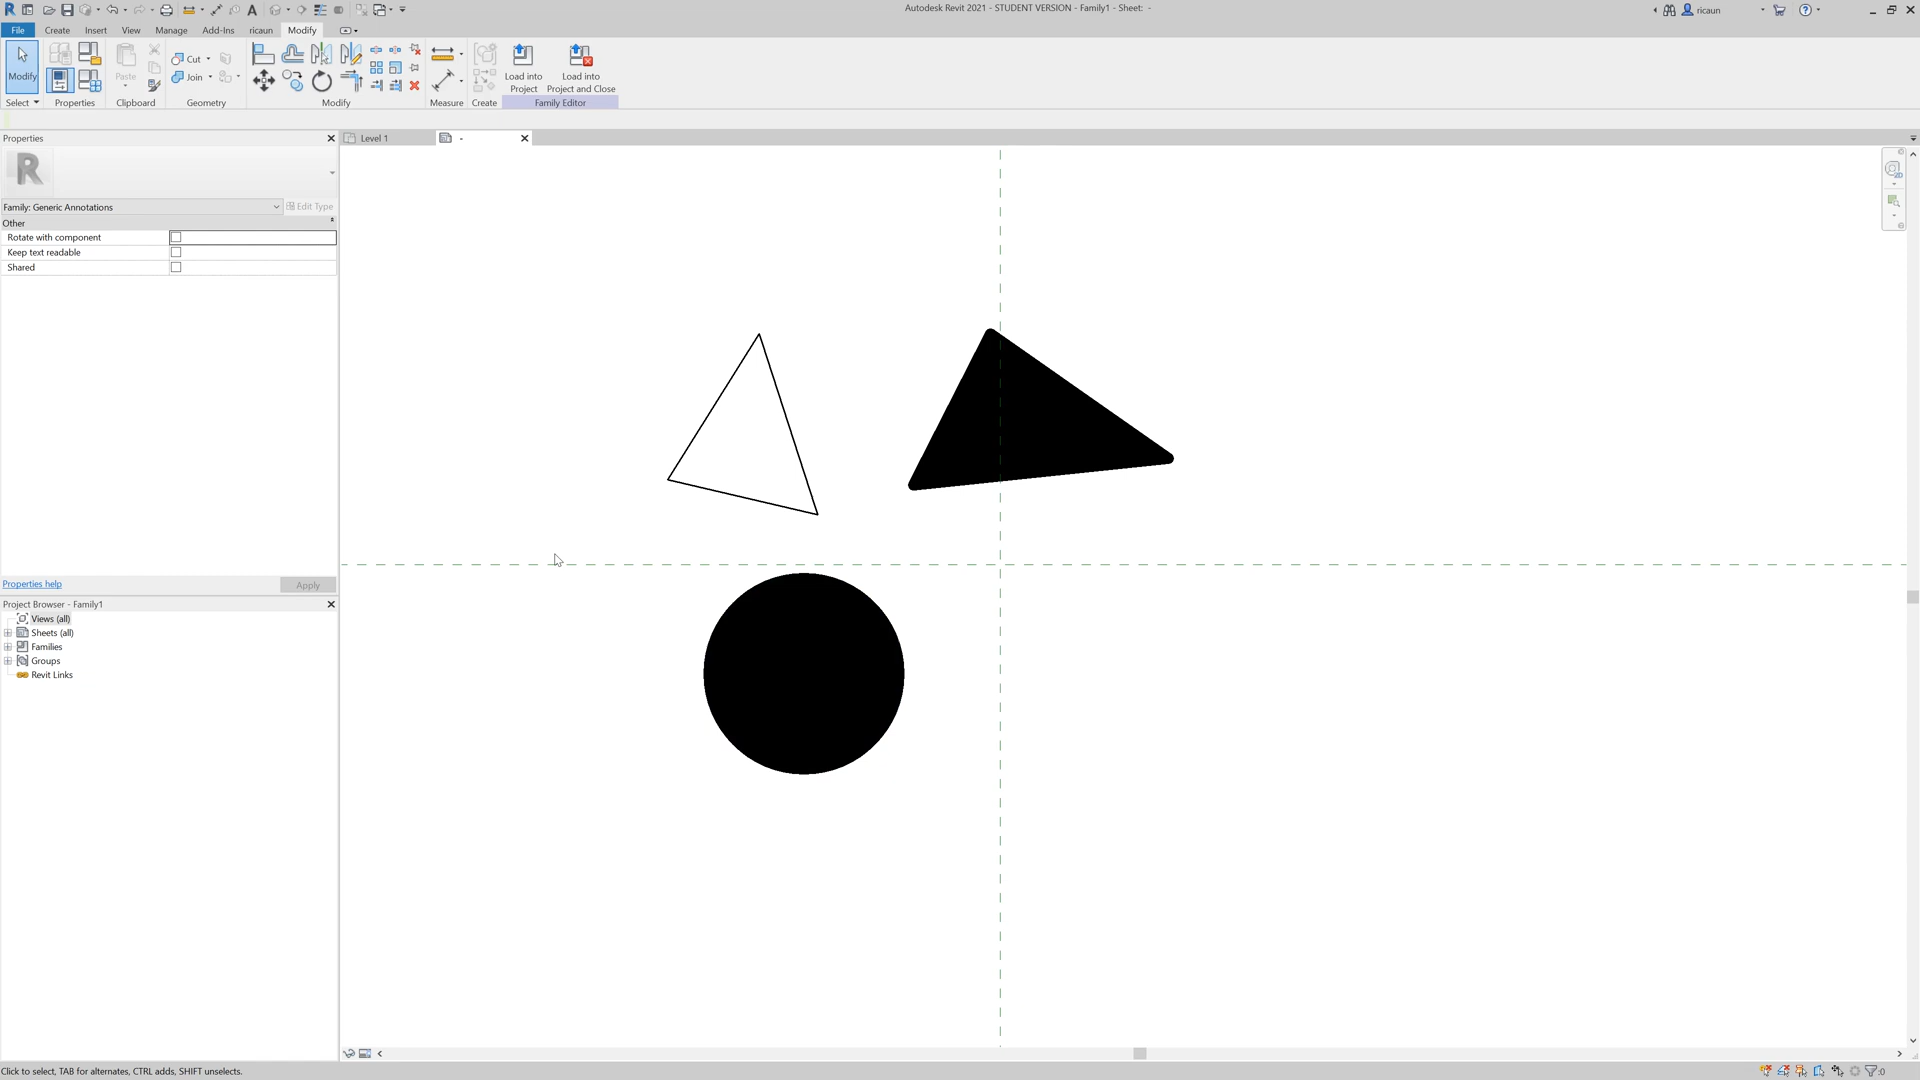 Autodesk Revit 2021 - STUDENT VERSION - Family1 - Sheet: -
ricaun
File Create Insert View Manage Add-Ins ricaun Modify
Modify
Paste
Cut
Join
Load into Project
Load into Project and Close
Select Properties Clipboard Geometry Modify Measure Create Family Editor
Properties
Level 1
-
R
Family: Generic Annotations
Edit Type
Other
Rotate with component
Keep text readable
Shared
Properties help
Apply
Project Browser - Family1
Views (all)
Sheets (all)
Families
Groups
Revit Links
Click to select, TAB for alternates, CTRL adds, SHIFT unselects.
:0